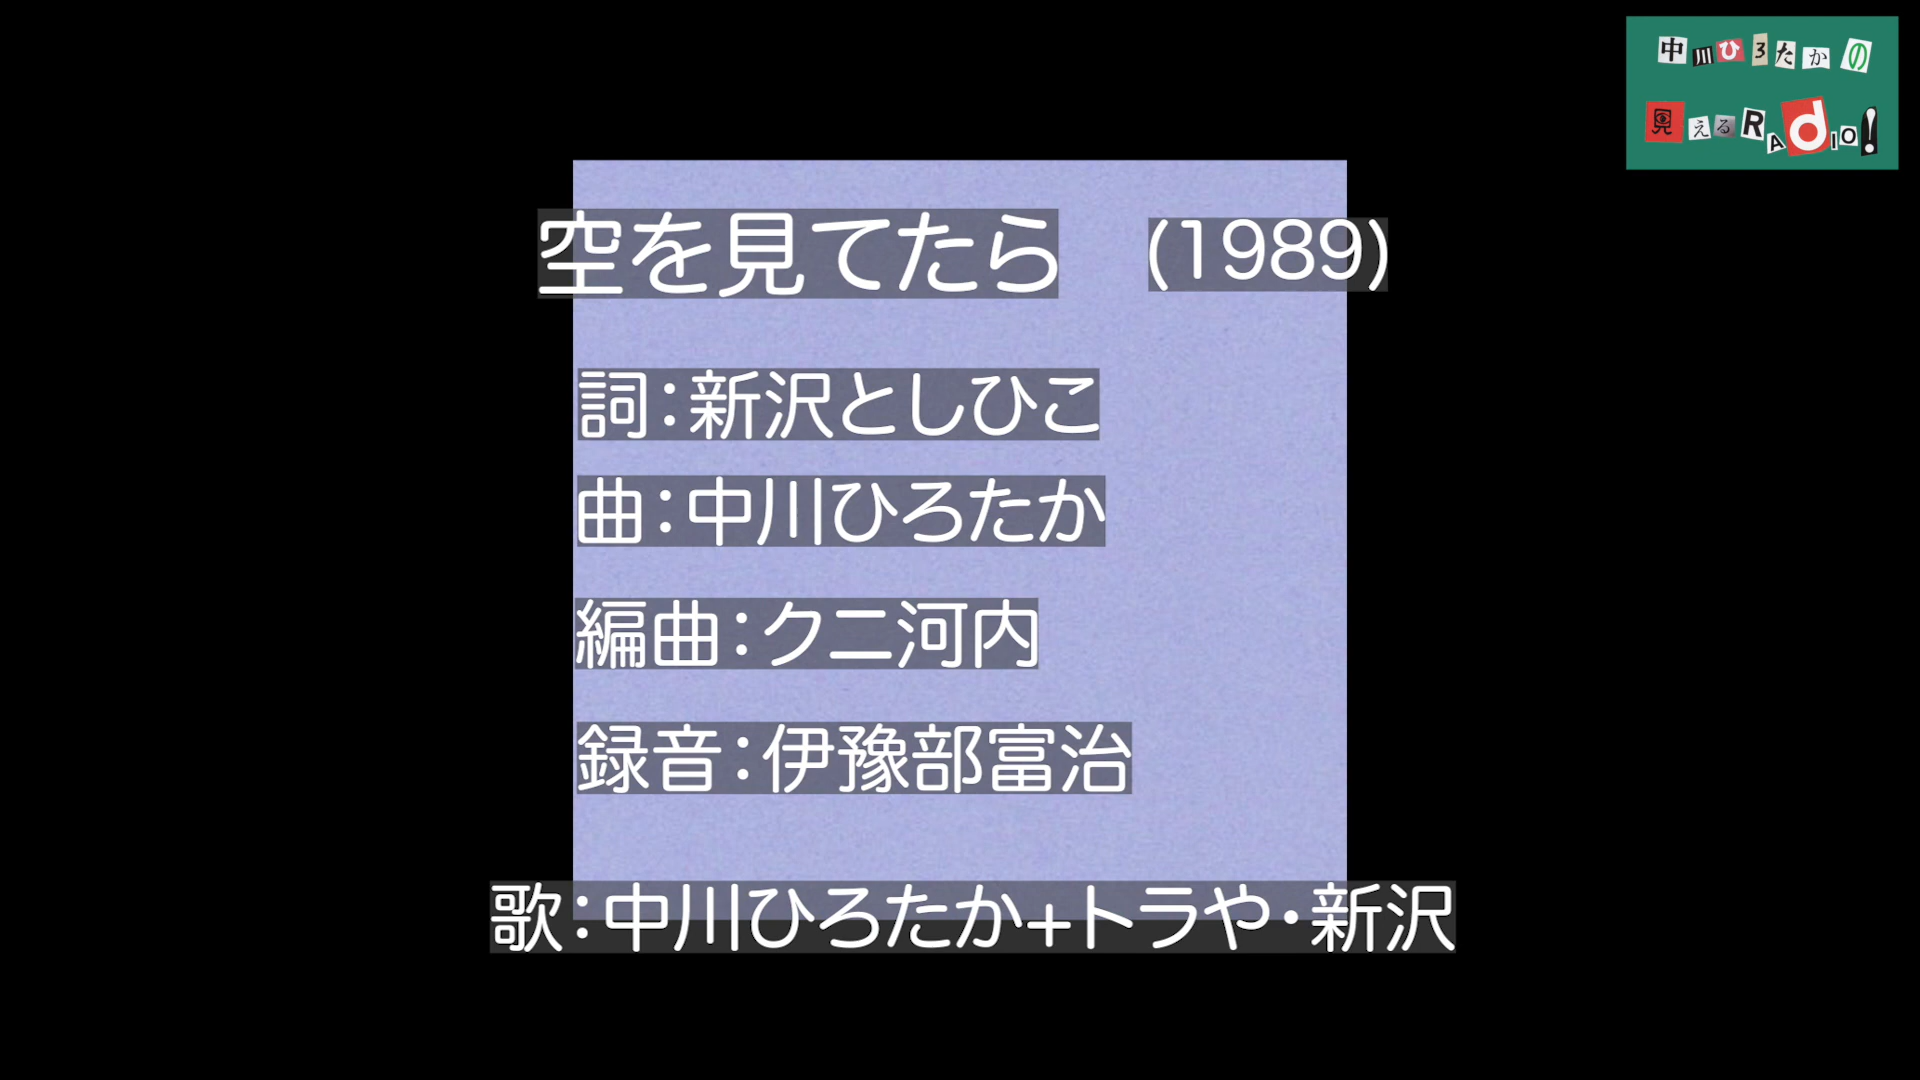 中川ひろたかの
見えるRAdIO!
空を見てたら (1989)
詞:新沢としひこ
曲:中川ひろたか
編曲:クニ河内
録音:伊豫部富治
歌:中川ひろたか+トラや・新沢